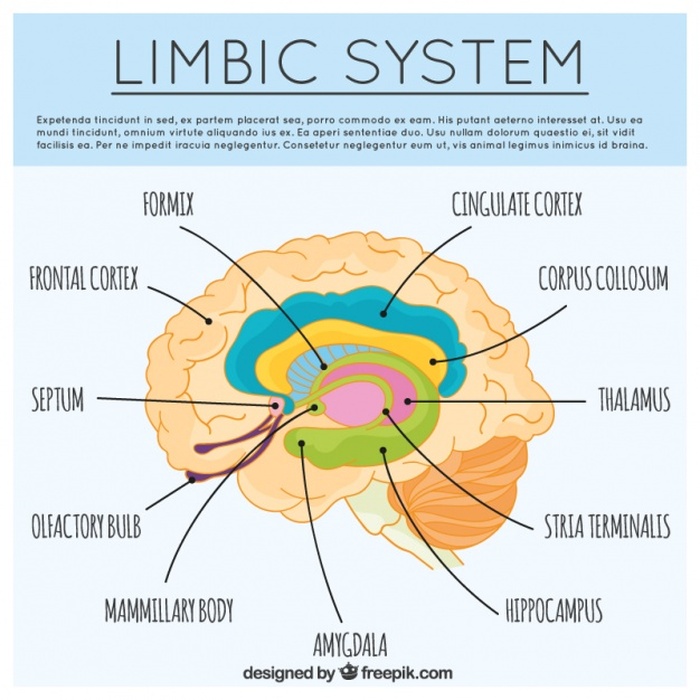 LIMBIC SYSTEM
Expetenda tincidunt in sed, ex partem placerat sea, porro commodo ex eam. His putant aeterno interesset at. Usu ea
mundi tincidunt, omnium virtute aliquando ius ex. Ea aperi sententiae duo. Usu nullam dolorum quaestio ei, sit vidit
facilisis ea. Per ne impedit iracuia neglegentur. Consetetur neglegentur eum ut, vis animal legimus inimicus id braina.
FORMIX
CINGULATE CORTEX
FRONTAL CORTEX
CORPUS COLLOSUM
SEPTUM
THALAMUS
OLFACTORY BULB
STRIA TERMINALIS
MAMMILLARY BODY
HIPPOCAMPUS
AMYGDALA
designed by freepik.com